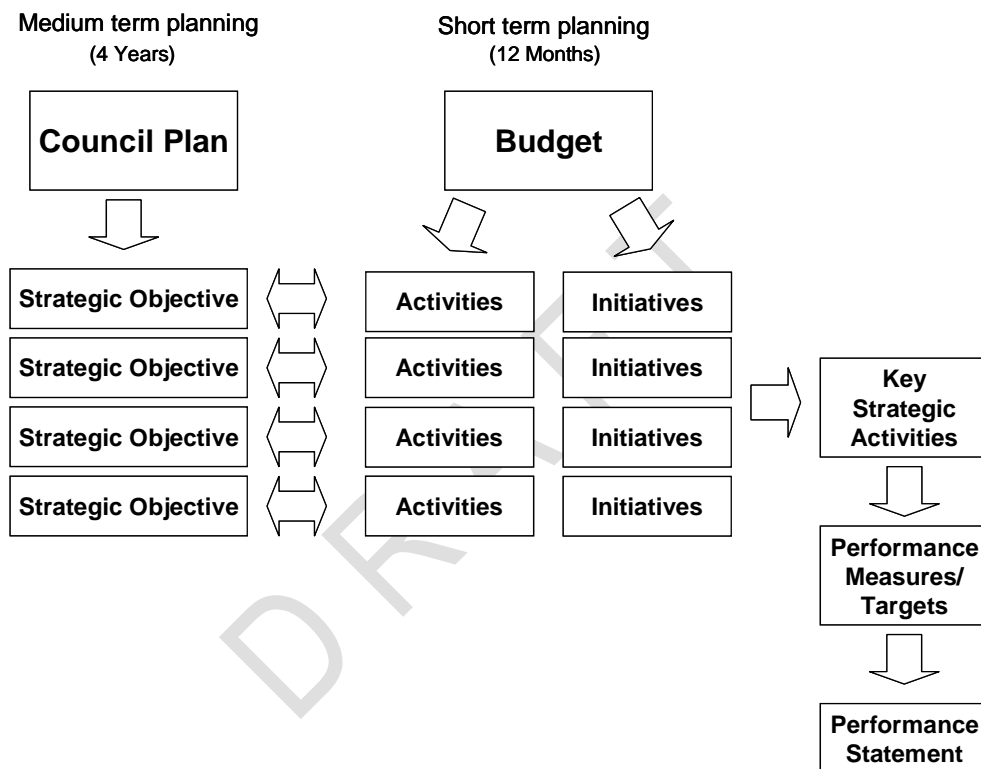 Medium term planning
(4 Years)
Short term planning
(12 Months)
Council Plan
Budget
Strategic Objective
Activities
Initiatives
Strategic Objective
Activities
Initiatives
Strategic Objective
Activities
Initiatives
Strategic Objective
Activities
Initiatives
Key
Strategic
Activities
Performance
Measures/
Targets
Performance
Statement
DRAFT